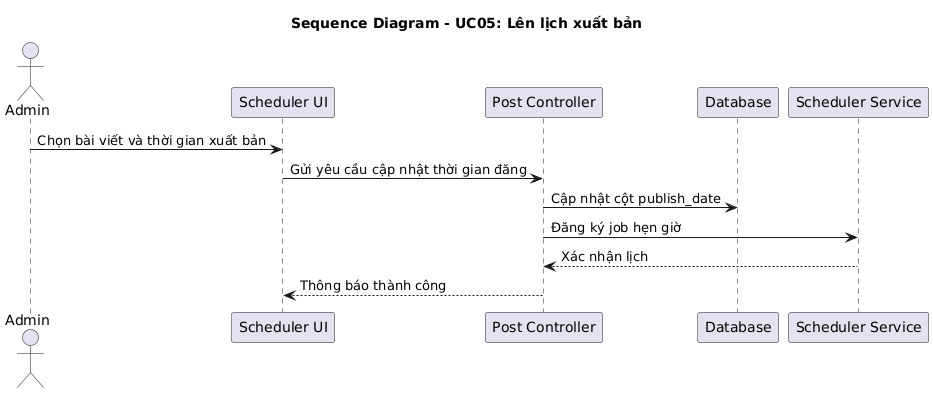 Sequence Diagram - UC05: Lên lịch xuất bản
Admin
Scheduler UI
Post Controller
Database
Scheduler Service
Chọn bài viết và thời gian xuất bản
Gửi yêu cầu cập nhật thời gian đăng
Cập nhật cột publish_date
Đăng ký job hẹn giờ
Xác nhận lịch
Thông báo thành công
Admin
Scheduler UI
Post Controller
Database
Scheduler Service